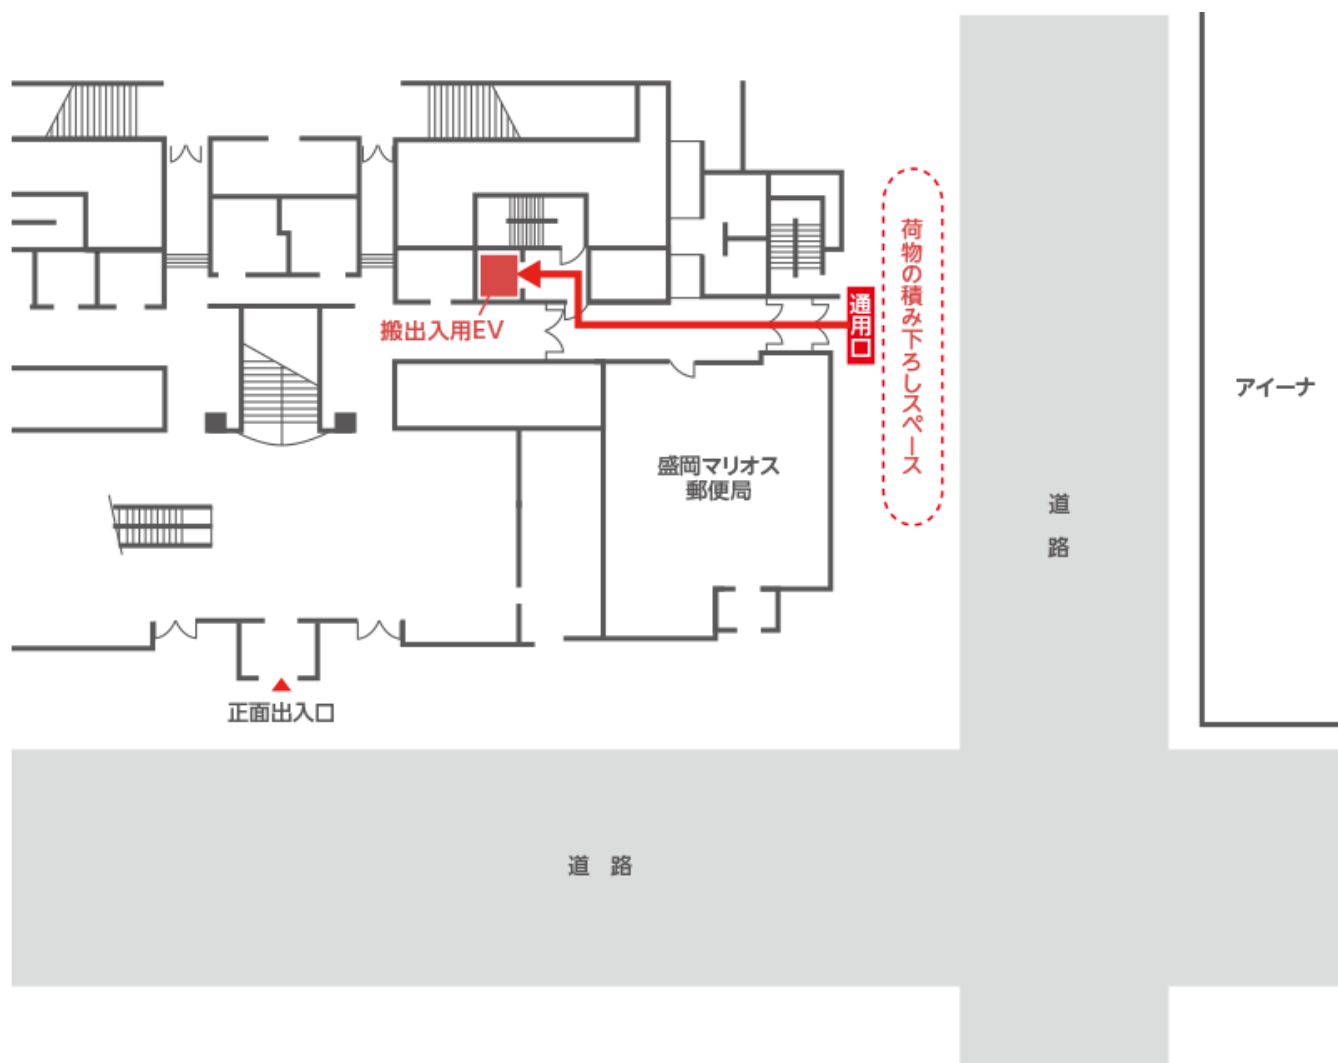 荷物の積み下ろしスペース
通用口
搬出入用EV
アイーナ
盛岡マリオス
郵便局
道路
正面出入口
道 路